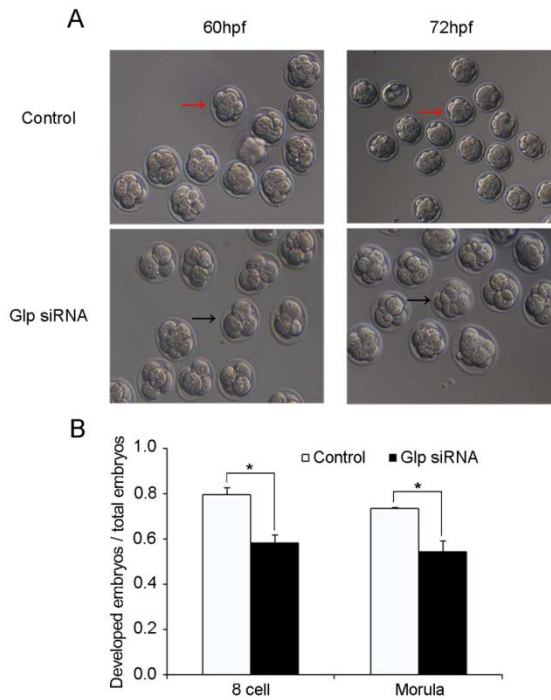 A
60hpf 72hpf
Control
Glp siRNA
B
Control Glp siRNA
* *
Developed embryos / total embryos
1.0
0.8
0.6
0.4
0.2
0.0
8 cell Morula